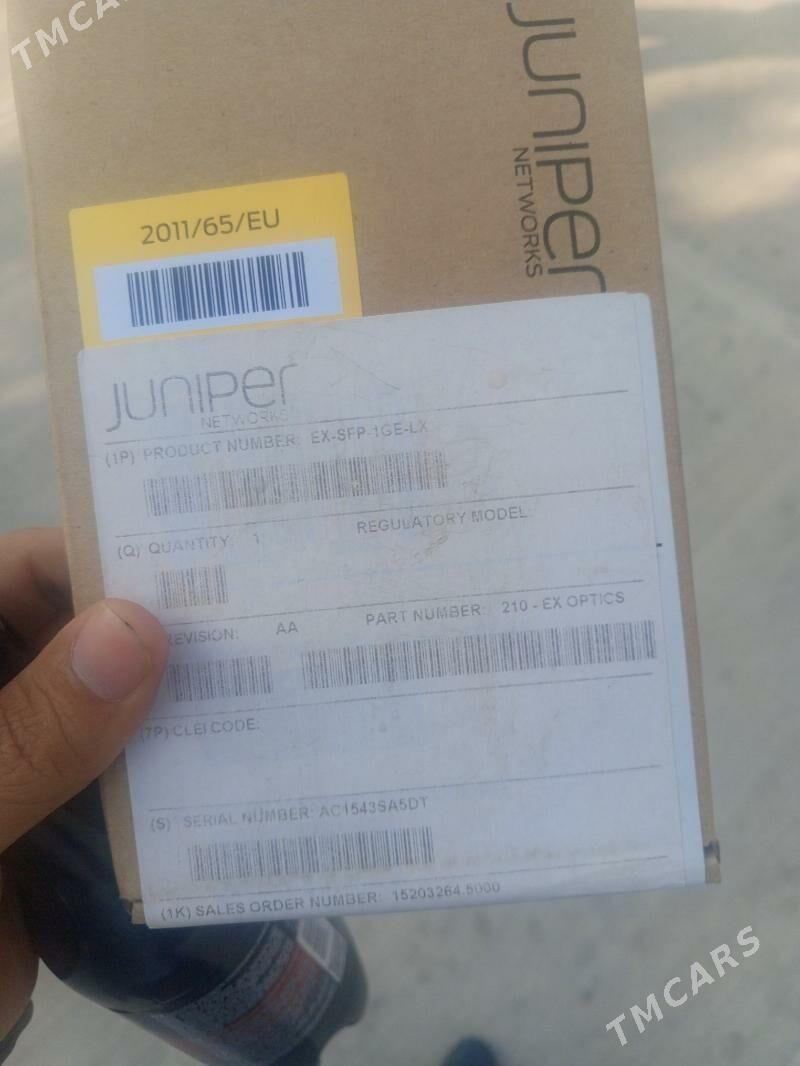 TMCARS
JUNIPER
NETWORKS
2011/65/EU
JUNIPER
NETWORKS
(1P) PRODUCT NUMBER: EX-SFP-1GE-LX
(Q) QUANTITY: 1 REGULATORY MODEL:
REVISION: AA PART NUMBER: 210 - EX OPTICS
(7P) CLEI CODE:
(S) SERIAL NUMBER: AC1543SA5DT
(1K) SALES ORDER NUMBER: 15203264.5000
TMCARS